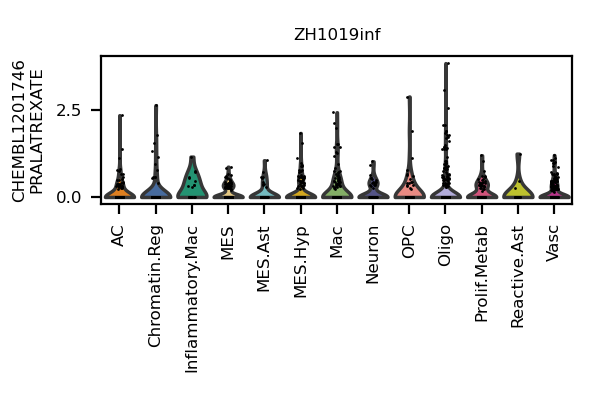 ZH1019inf
CHEMBL1201746
PRALATREXATE
2.5
0.0
AC
Chromatin.Reg
Inflammatory.Mac
MES
MES.Ast
MES.Hyp
Mac
Neuron
OPC
Oligo
Prolif.Metab
Reactive.Ast
Vasc